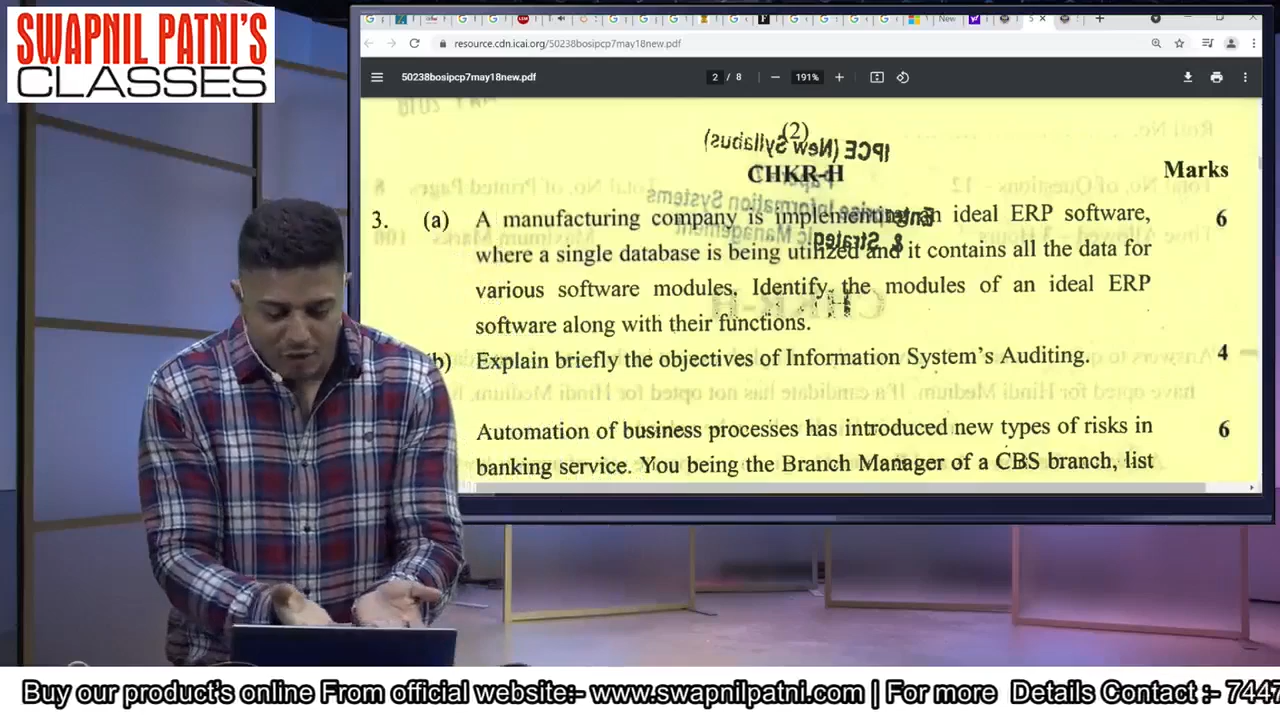 SWAPNIL PATNI'S
CLASSES
New
S
resource.cdn.icai.org/50238bosipcp7may18new.pdf
50238bosipcp7may18new.pdf
2 / 8
191%
(2)
IPCE (New Syllabus)
CHKR-H
Marks
3. (a) A manufacturing company is implementing an ideal ERP software, 6
where a single database is being utilized and it contains all the data for
various software modules. Identify the modules of an ideal ERP
software along with their functions.
b) Explain briefly the objectives of Information System's Auditing. 4
Automation of business processes has introduced new types of risks in 6
banking service. You being the Branch Manager of a CBS branch, list
Buy our product's online From official website:- www.swapnilpatni.com | For more Details Contact :- 7447